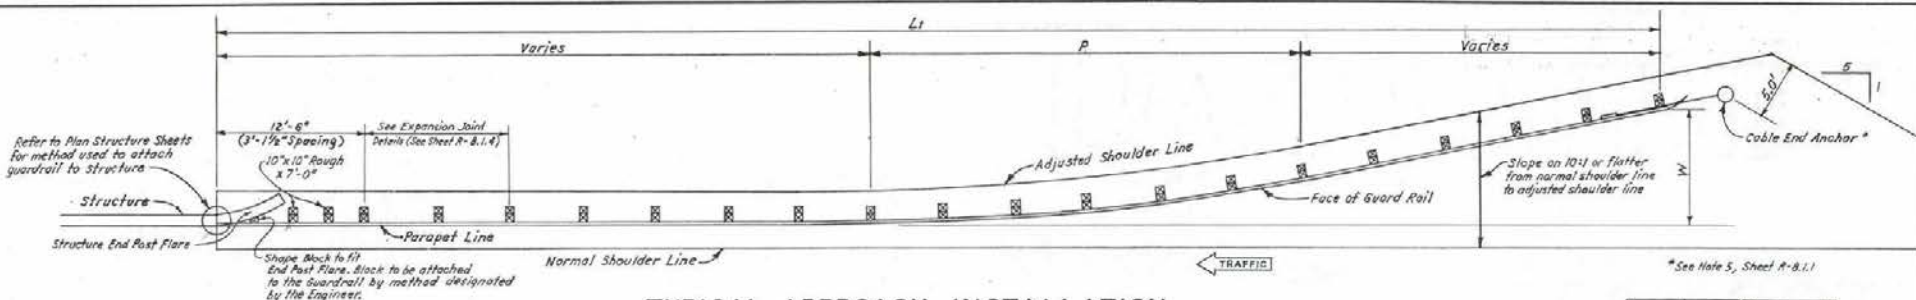 L1
Varies
P
Varies
6
1
5.0'
12'-6"
(3'-1½" Spacing)
See Expansion Joint
Details (See Sheet R-8.1.4)
Refer to Plan Structure Sheets
for method used to attach
guardrail to structure
10"x10" Rough
x 7'-0"
Adjusted Shoulder Line
Cable End Anchor*
Slope on 10:1 or flatter
from normal shoulder line
to adjusted shoulder line
W
Structure
Face of Guard Rail
Parapet Line
Structure End Post Flare
Normal Shoulder Line
Shape Block to fit
End Post Flare. Block to be attached
to the Guardrail by method designated
by the Engineer.
TRAFFIC
*See Note 5, Sheet R-8.1.1
TYPICAL APPROACH INSTALLATION